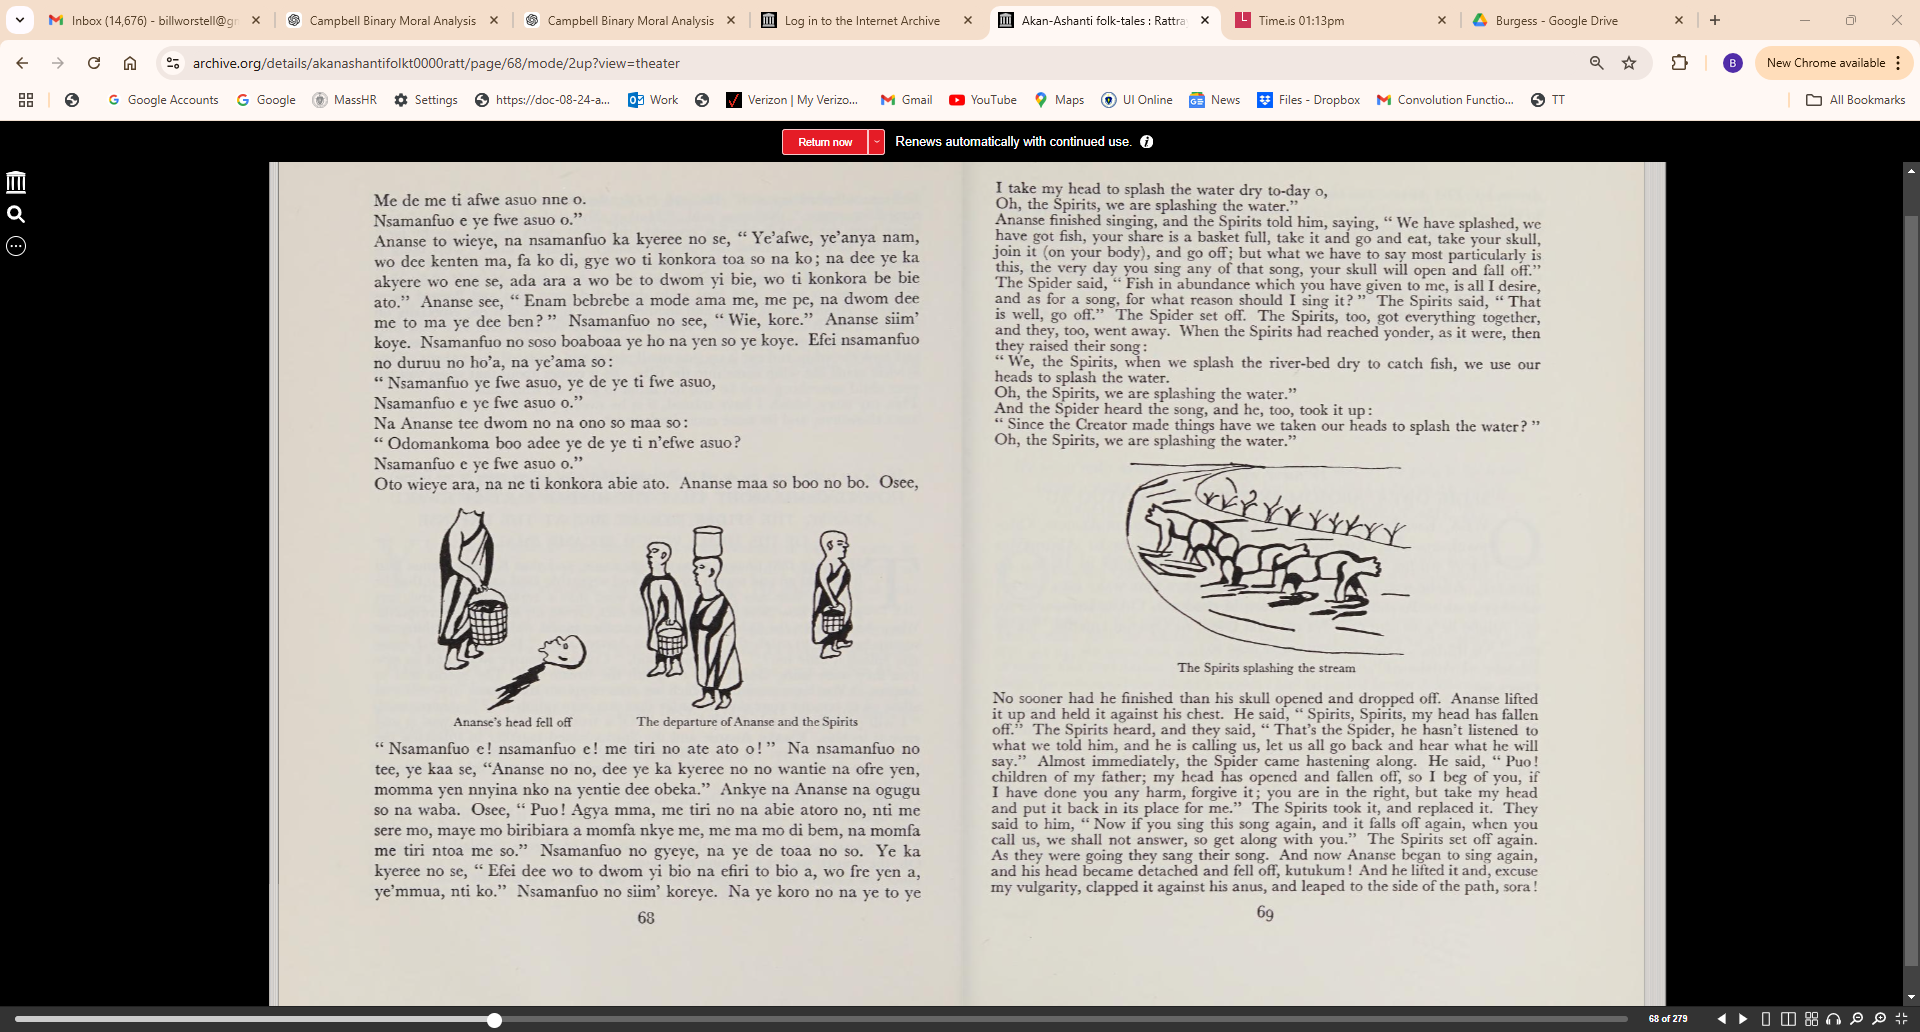 Inbox (14,676) - billworstell@gr
Campbell Binary Moral Analysis
Campbell Binary Moral Analysis
Log in to the Internet Archive
Akan-Ashanti folk-tales : Rattra
Time.is 01:13pm
Burgess - Google Drive
archive.org/details/akanashantifolkt0000ratt/page/68/mode/2up?view=theater
B
New Chrome available
Google Accounts
Google
MassHR
Settings
https://doc-08-24-a...
Work
Verizon | My Verizo...
Gmail
YouTube
Maps
UI Online
News
Files - Dropbox
Convolution Functio...
TT
All Bookmarks
Return now
Renews automatically with continued use.
Me de me ti afwe asuo nne o.
Nsamanfuo e ye fwe asuo o.”
Ananse to wieye, na nsamanfuo ka kyeree no se, “ Ye'afwe, ye'anya nam,
wo dee kenten ma, fa ko di, gye wo ti konkora toa so na ko; na dee ye ka
akyere wo ene se, ada ara a wo be to dwom yi bie, wo ti konkora be bie
ato.” Ananse see, “ Enam bebrebe a mode ama me, me pe, na dwom dee
me to ma ye dee ben? ” Nsamanfuo no see, “ Wie, kore.” Ananse siim'
koye. Nsamanfuo no soso boaboaa ye ho na yen so ye koye. Efei nsamanfuo
no duruu no ho'a, na ye'ama so:
“ Nsamanfuo ye fwe asuo, ye de ye ti fwe asuo,
Nsamanfuo e ye fwe asuo o.”
Na Ananse tee dwom no na ono so maa so:
“ Odomankoma boo adee ye de ye ti n'efwe asuo?
Nsamanfuo e ye fwe asuo o.”
Oto wieye ara, na ne ti konkora abie ato. Ananse maa so boo no bo. Osee,
Ananse's head fell off
The departure of Ananse and the Spirits
“ Nsamanfuo e! nsamanfuo e! me tiri no ate ato o! ” Na nsamanfuo no
tee, ye kaa se, “Ananse no no, dee ye ka kyeree no no wantie na ofre yen,
momma yen nnyina nko na yentie dee obeka.” Ankye na Ananse na ogugu
so na waba. Osee, “ Puo! Agya mma, me tiri no na abie atoro no, nti me
sere mo, maye mo biribiara a momfa nkye me, me ma mo di bem, na momfa
me tiri ntoa me so.” Nsamanfuo no gyeye, na ye de toaa no so. Ye ka
kyeree no se, “ Efei dee wo to dwom yi bio na efiri to bio a, wo fre yen a,
ye'mmua, nti ko.” Nsamanfuo no siim' koreye. Na ye koro no na ye to ye
68
I take my head to splash the water dry to-day o,
Oh, the Spirits, we are splashing the water.”
Ananse finished singing, and the Spirits told him, saying, “ We have splashed, we
have got fish, your share is a basket full, take it and go and eat, take your skull,
join it (on your body), and go off; but what we have to say most particularly is
this, the very day you sing any of that song, your skull will open and fall off.”
The Spider said, “ Fish in abundance which you have given to me, is all I desire,
and as for a song, for what reason should I sing it? ” The Spirits said, “ That
is well, go off.” The Spider set off. The Spirits, too, got everything together,
and they, too, went away. When the Spirits had reached yonder, as it were, then
they raised their song:
“ We, the Spirits, when we splash the river-bed dry to catch fish, we use our
heads to splash the water.
Oh, the Spirits, we are splashing the water.”
And the Spider heard the song, and he, too, took it up:
“ Since the Creator made things have we taken our heads to splash the water? ”
Oh, the Spirits, we are splashing the water.”
The Spirits splashing the stream
No sooner had he finished than his skull opened and dropped off. Ananse lifted
it up and held it against his chest. He said, “ Spirits, Spirits, my head has fallen
off.” The Spirits heard, and they said, “ That's the Spider, he hasn't listened to
what we told him, and he is calling us, let us all go back and hear what he will
say.” Almost immediately, the Spider came hastening along. He said, “ Puo!
children of my father; my head has opened and fallen off, so I beg of you, if
I have done you any harm, forgive it; you are in the right, but take my head
and put it back in its place for me.” The Spirits took it, and replaced it. They
said to him, “ Now if you sing this song again, and it falls off again, when you
call us, we shall not answer, so get along with you.” The Spirits set off again.
As they were going they sang their song. And now Ananse began to sing again,
and his head became detached and fell off, kutukum! And he lifted it and, excuse
my vulgarity, clapped it against his anus, and leaped to the side of the path, sora!
69
68 of 279